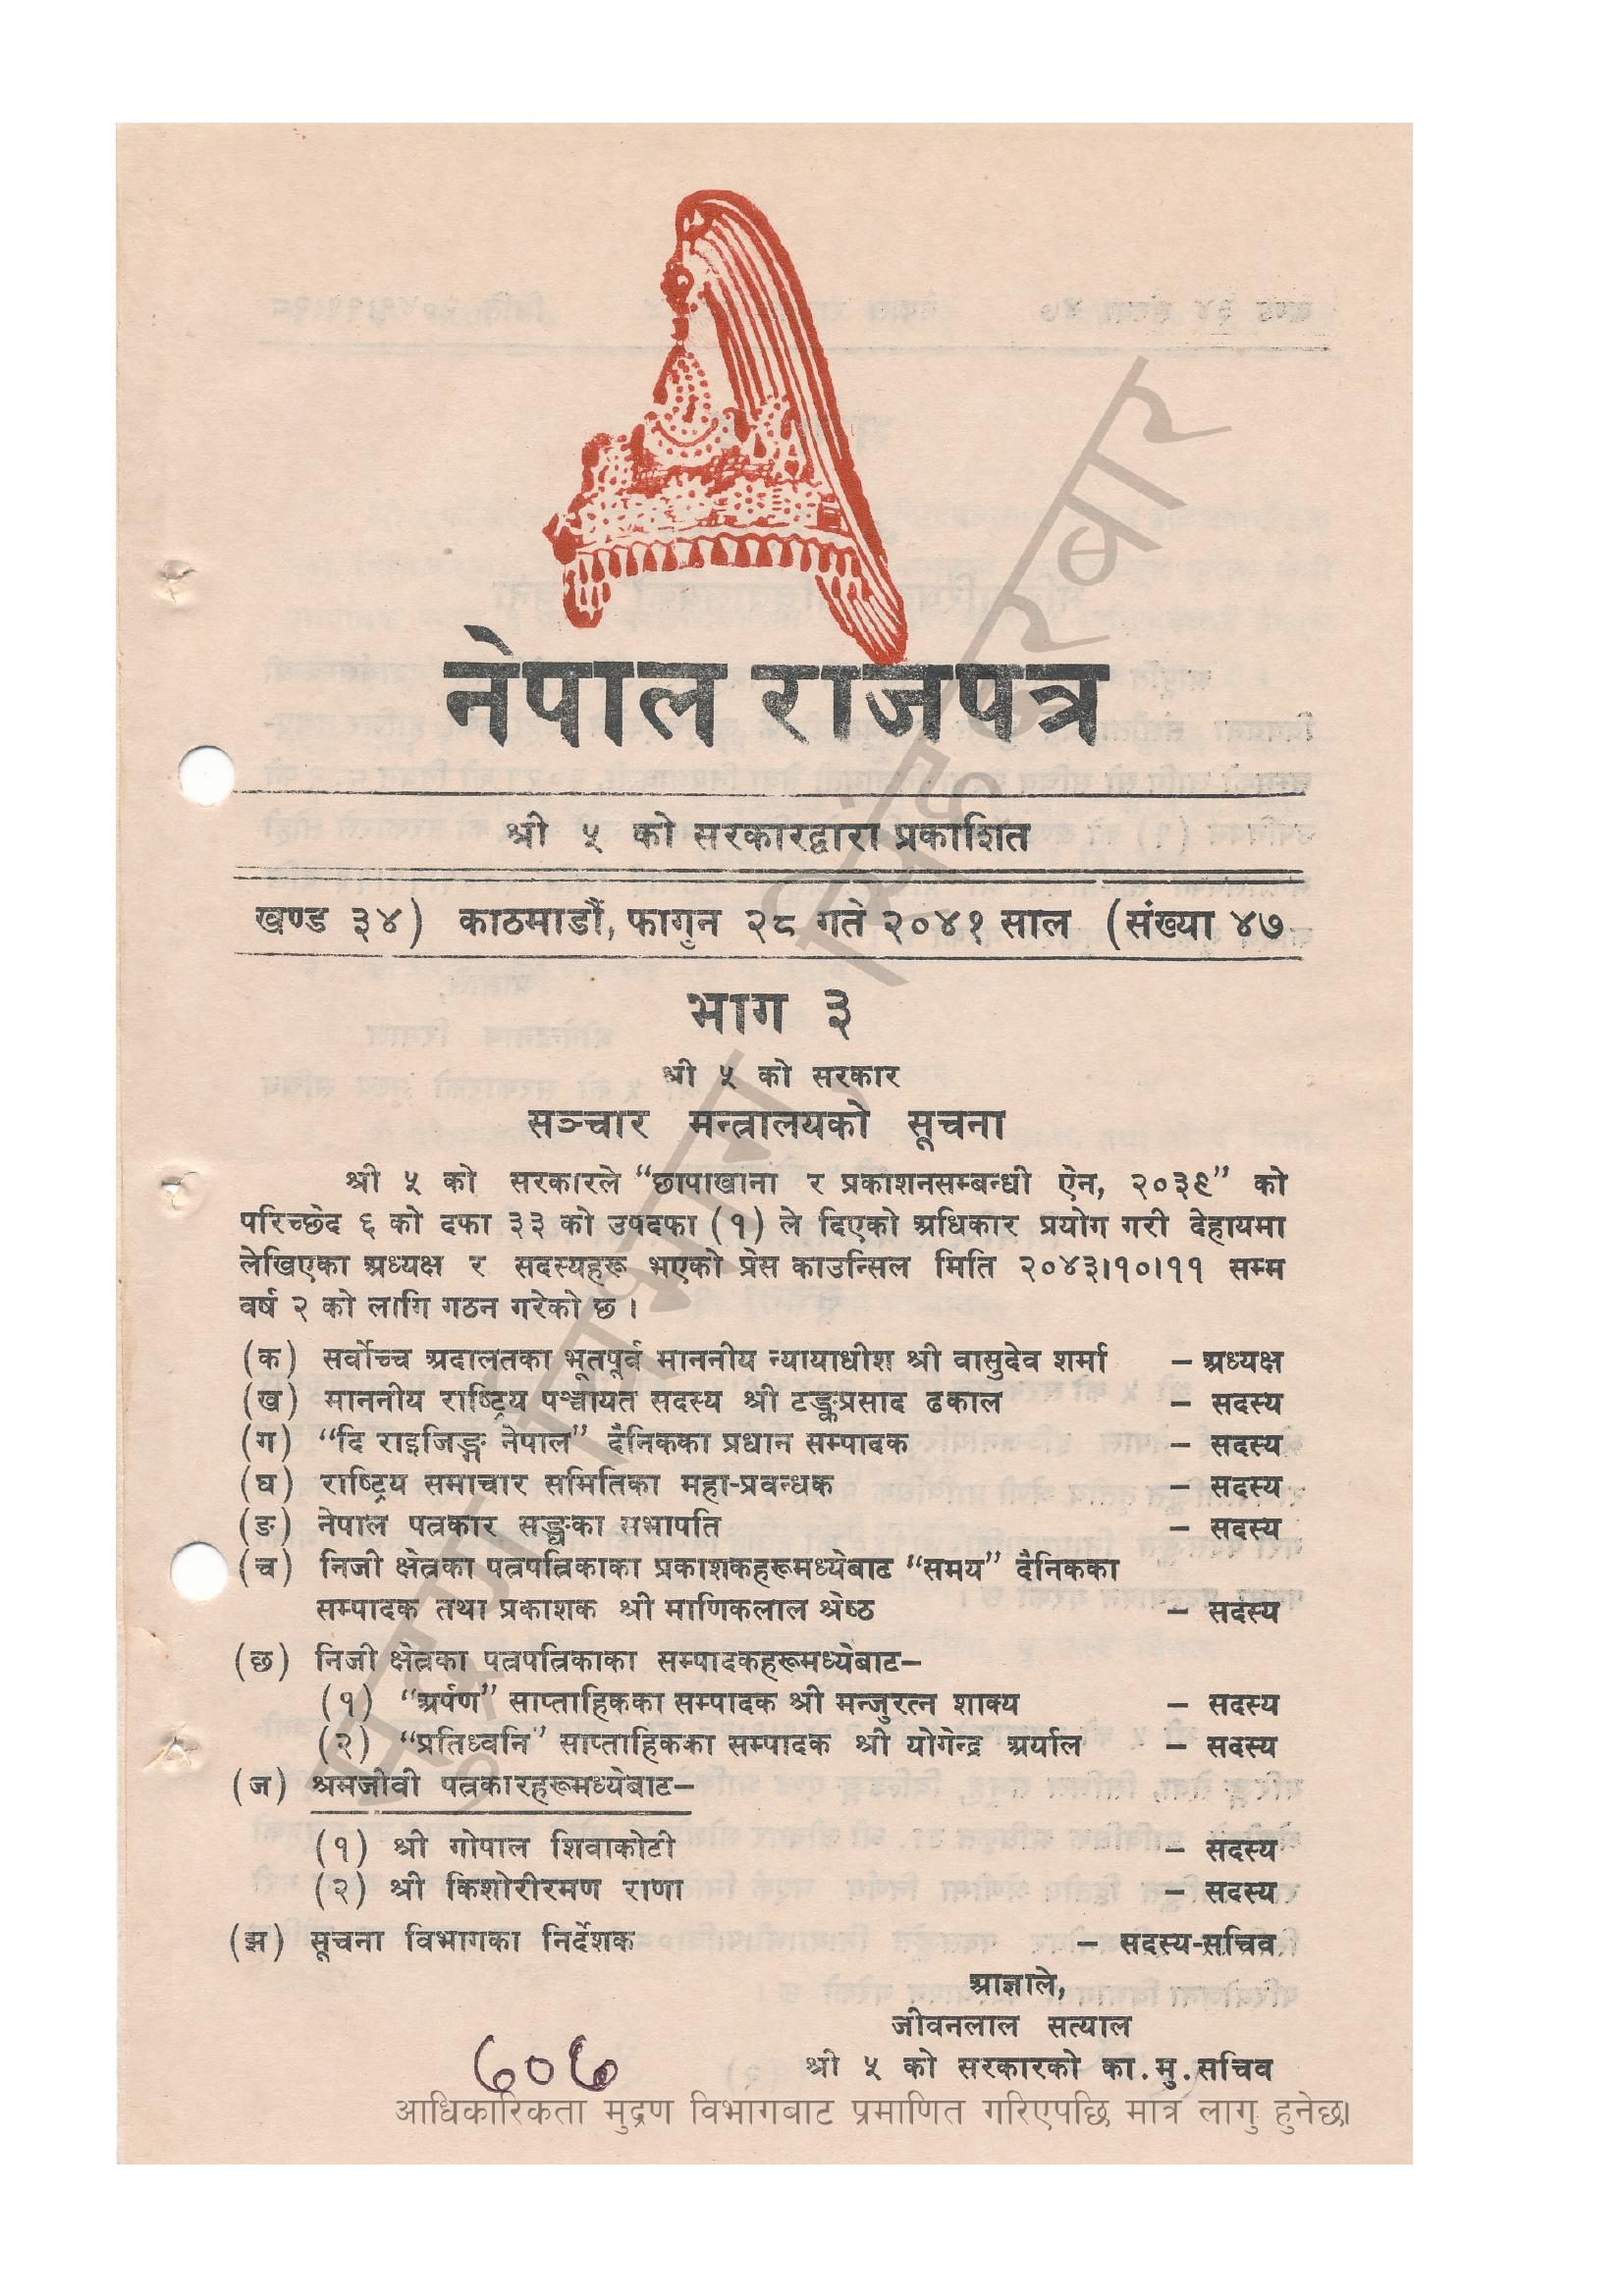 नेपाल राजपत्र
श्री ५ को सरकारद्वारा प्रकाशित
खण्ड ३४) काठमाडौं, फागुन २८ गते २०४१ साल (संख्या ४७
भाग ३
श्री ५ को सरकार
सञ्चार मन्त्रालयको सूचना
श्री ५ को सरकारले “छापाखाना र प्रकाशनसम्बन्धी ऐन, २०३९” को
परिच्छेद ६ को दफा ३३ को उपदफा (१) ले दिएको अधिकार प्रयोग गरी देहायमा
लेखिएका अध्यक्ष र सदस्यहरू भएको प्रेस काउन्सिल मिति २०४३।१०।११ सम्म
वर्ष २ को लागि गठन गरेको छ ।
(क) सर्वोच्च अदालतका भूतपूर्व माननीय न्यायाधीश श्री वासुदेव शर्मा – अध्यक्ष
(ख) माननीय राष्ट्रिय पञ्चायत सदस्य श्री टङ्कप्रसाद ढकाल – सदस्य
(ग) “दि राइजिङ्ग नेपाल” दैनिकका प्रधान सम्पादक – सदस्य
(घ) राष्ट्रिय समाचार समितिका महा-प्रवन्धक – सदस्य
(ङ) नेपाल पत्रकार सङ्घका सभापति – सदस्य
(च) निजी क्षेत्रका पत्रपत्रिकाका प्रकाशकहरूमध्येबाट “समय” दैनिकका
सम्पादक तथा प्रकाशक श्री माणिकलाल श्रेष्ठ – सदस्य
(छ) निजी क्षेत्रका पत्रपत्रिकाका सम्पादकहरूमध्येबाट–
(१) “अर्पण” साप्ताहिकका सम्पादक श्री मन्जुरत्न शाक्य – सदस्य
(२) “प्रतिध्वनि” साप्ताहिकका सम्पादक श्री योगेन्द्र अर्याल – सदस्य
(ज) श्रमजीवी पत्रकारहरूमध्येबाट–
(१) श्री गोपाल शिवाकोटी – सदस्य
(२) श्री किशोरीरमण राणा – सदस्य
(झ) सूचना विभागका निर्देशक – सदस्य-सचिव
आज्ञाले,
जीवनलाल सत्याल
श्री ५ को सरकारको का.मु.सचिव
७०७
आधिकारिकता मुद्रण विभागबाट प्रमाणित गरिएपछि मात्र लागु हुनेछ।